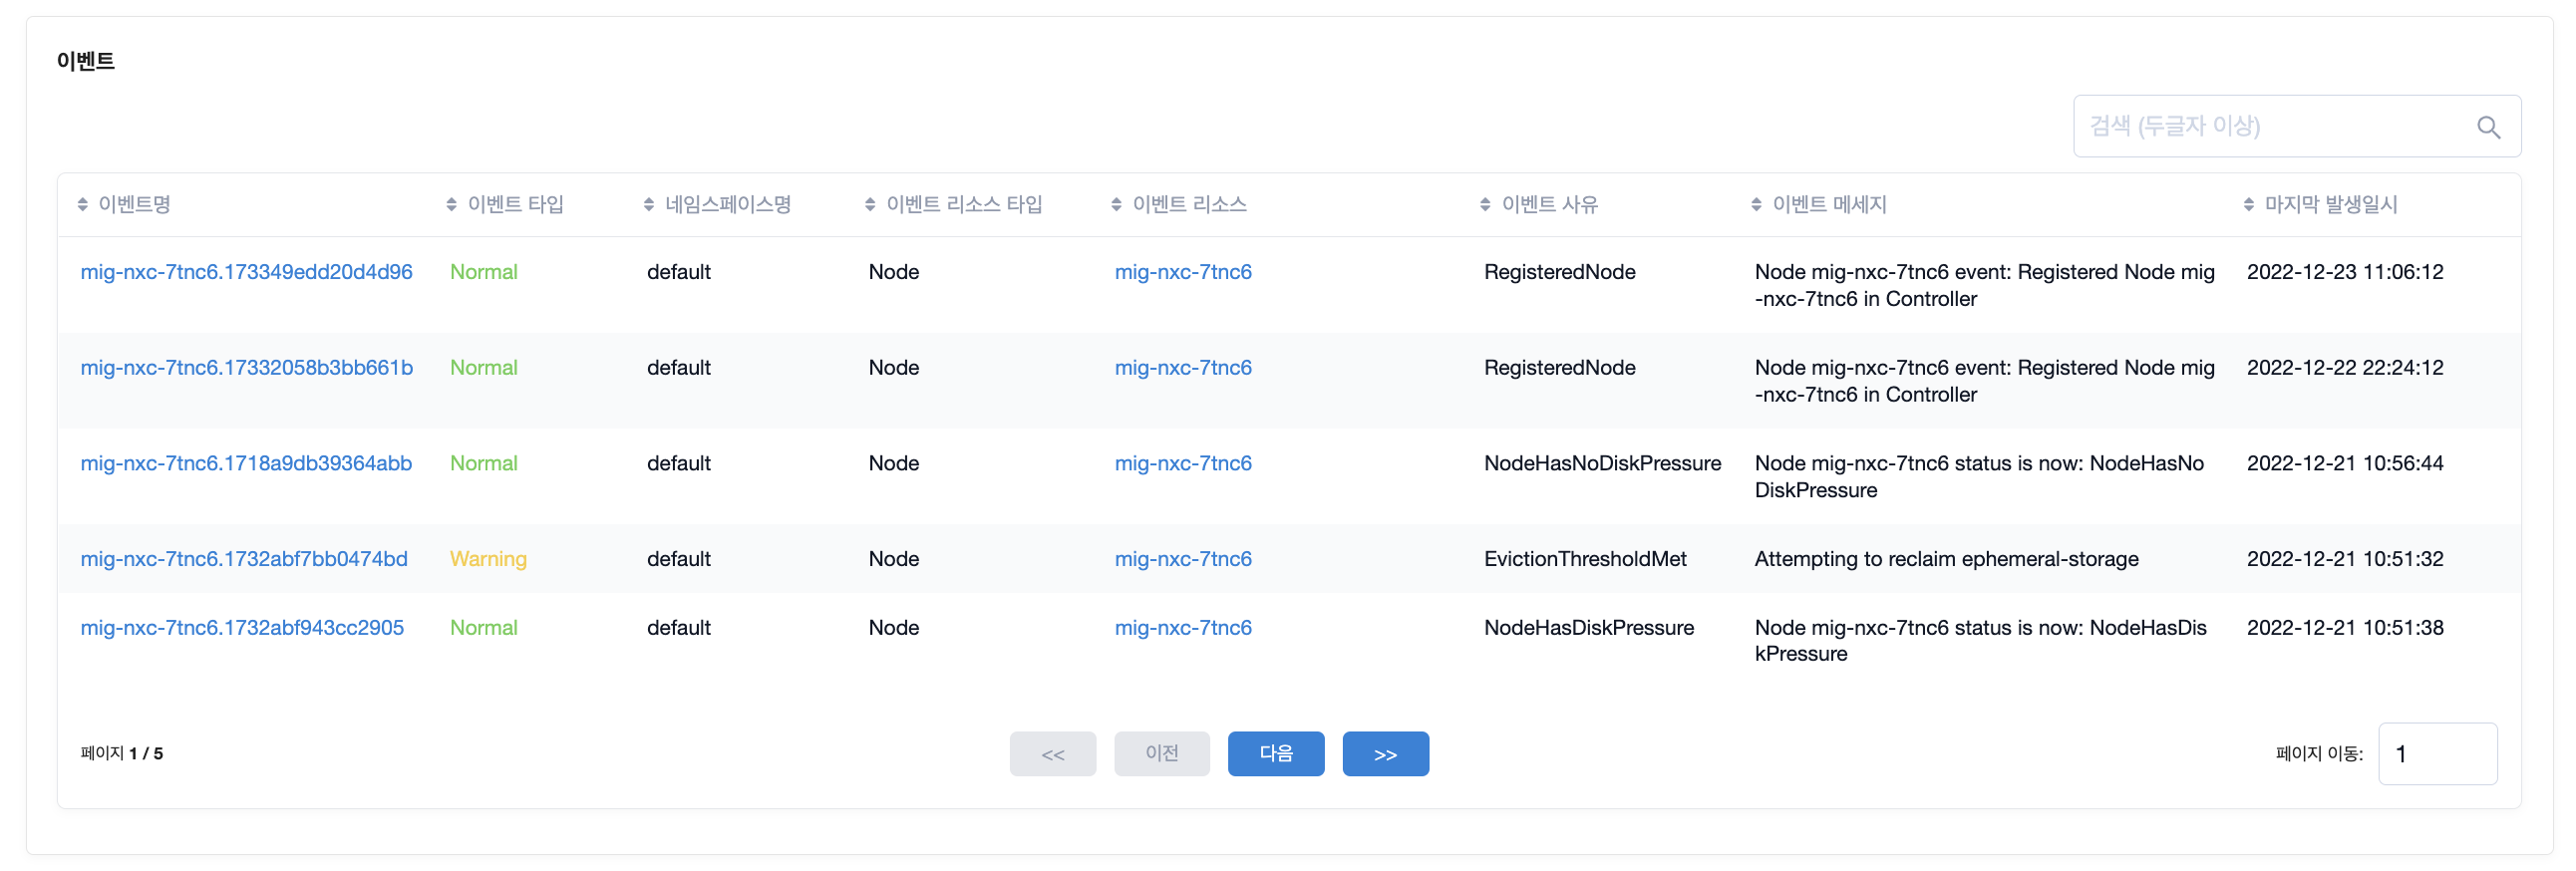 이벤트
검색 (두글자 이상)
이벤트명 이벤트 타입 네임스페이스명 이벤트 리소스 타입 이벤트 리소스 이벤트 사유 이벤트 메세지 마지막 발생일시
mig-nxc-7tnc6.173349edd20d4d96 Normal default Node mig-nxc-7tnc6 RegisteredNode Node mig-nxc-7tnc6 event: Registered Node mig 2022-12-23 11:06:12
-nxc-7tnc6 in Controller
mig-nxc-7tnc6.17332058b3bb661b Normal default Node mig-nxc-7tnc6 RegisteredNode Node mig-nxc-7tnc6 event: Registered Node mig 2022-12-22 22:24:12
-nxc-7tnc6 in Controller
mig-nxc-7tnc6.1718a9db39364abb Normal default Node mig-nxc-7tnc6 NodeHasNoDiskPressure Node mig-nxc-7tnc6 status is now: NodeHasNo 2022-12-21 10:56:44
DiskPressure
mig-nxc-7tnc6.1732abf7bb0474bd Warning default Node mig-nxc-7tnc6 EvictionThresholdMet Attempting to reclaim ephemeral-storage 2022-12-21 10:51:32
mig-nxc-7tnc6.1732abf943cc2905 Normal default Node mig-nxc-7tnc6 NodeHasDiskPressure Node mig-nxc-7tnc6 status is now: NodeHasDis 2022-12-21 10:51:38
kPressure
페이지 1 / 5 << 이전 다음 >> 페이지 이동: 1